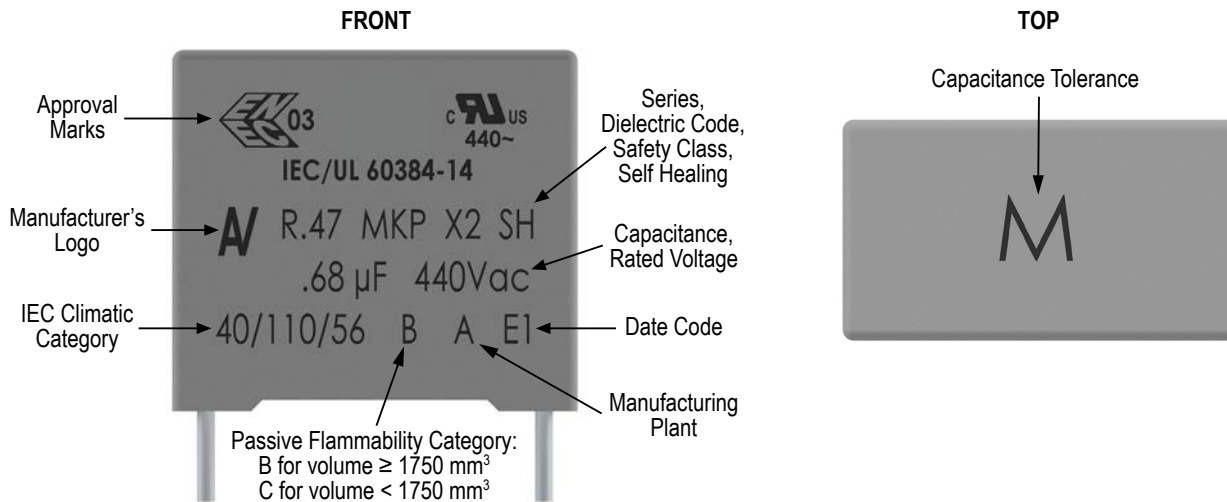 FRONT
TOP
Approval
Marks
ENEC 03
C RU US
440~
IEC/UL 60384-14
Series,
Dielectric Code,
Safety Class,
Self Healing
Manufacturer’s
Logo
R.47 MKP X2 SH
.68 µF 440Vac
Capacitance,
Rated Voltage
IEC Climatic
Category
40/110/56 B A E1
Date Code
Manufacturing
Plant
Passive Flammability Category:
B for volume ≥ 1750 mm³
C for volume < 1750 mm³
Capacitance Tolerance
M